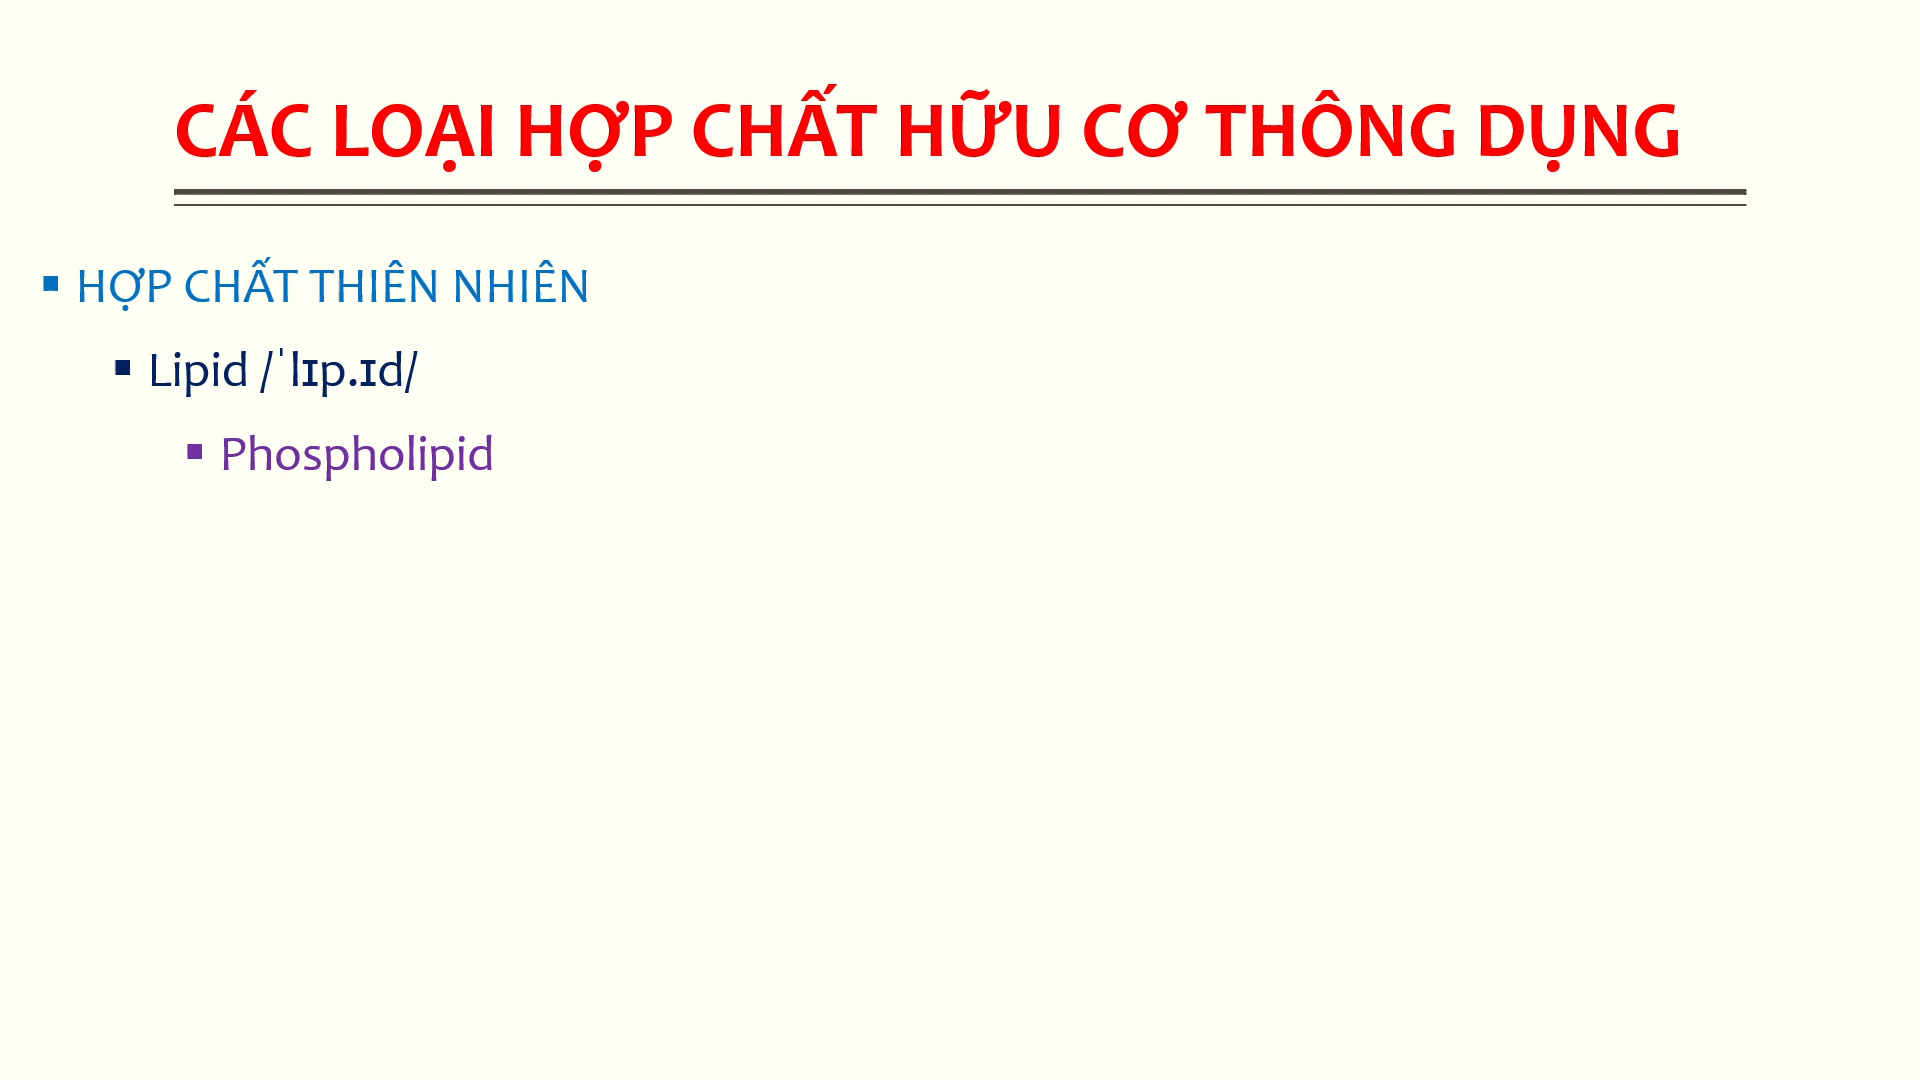 CÁC LOẠI HỢP CHẤT HỮU CƠ THÔNG DỤNG
▪ HỢP CHẤT THIÊN NHIÊN
▪ Lipid /ˈlɪp.ɪd/
▪ Phospholipid